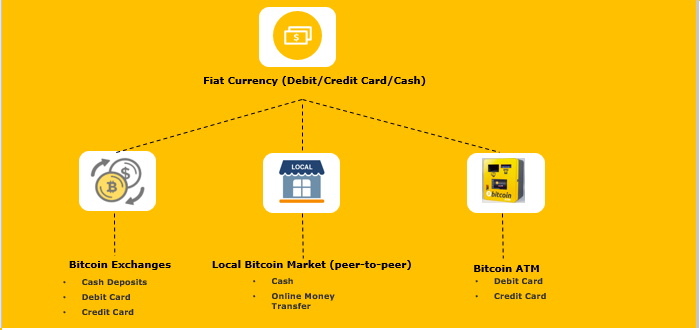 Fiat Currency (Debit/Credit Card/Cash)
LOCAL
bitcoin
Bitcoin Exchanges
• Cash Deposits
• Debit Card
• Credit Card
Local Bitcoin Market (peer-to-peer)
• Cash
• Online Money
Transfer
Bitcoin ATM
• Debit Card
• Credit Card